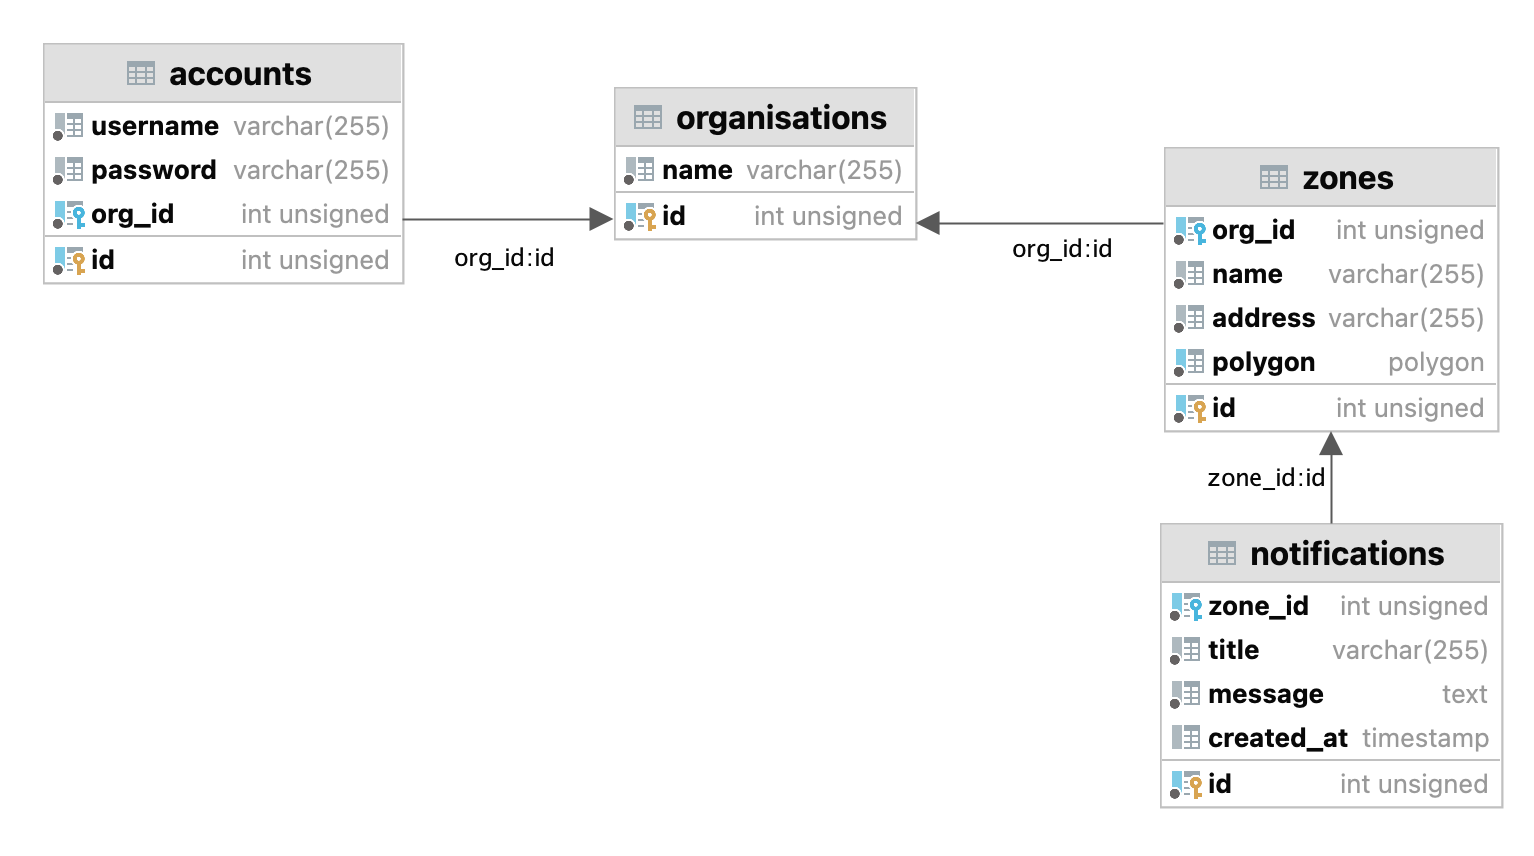 accounts
username varchar(255)
password varchar(255)
org_id int unsigned
id int unsigned
org_id:id
organisations
name varchar(255)
id int unsigned
org_id:id
zones
org_id int unsigned
name varchar(255)
address varchar(255)
polygon polygon
id int unsigned
zone_id:id
notifications
zone_id int unsigned
title varchar(255)
message text
created_at timestamp
id int unsigned